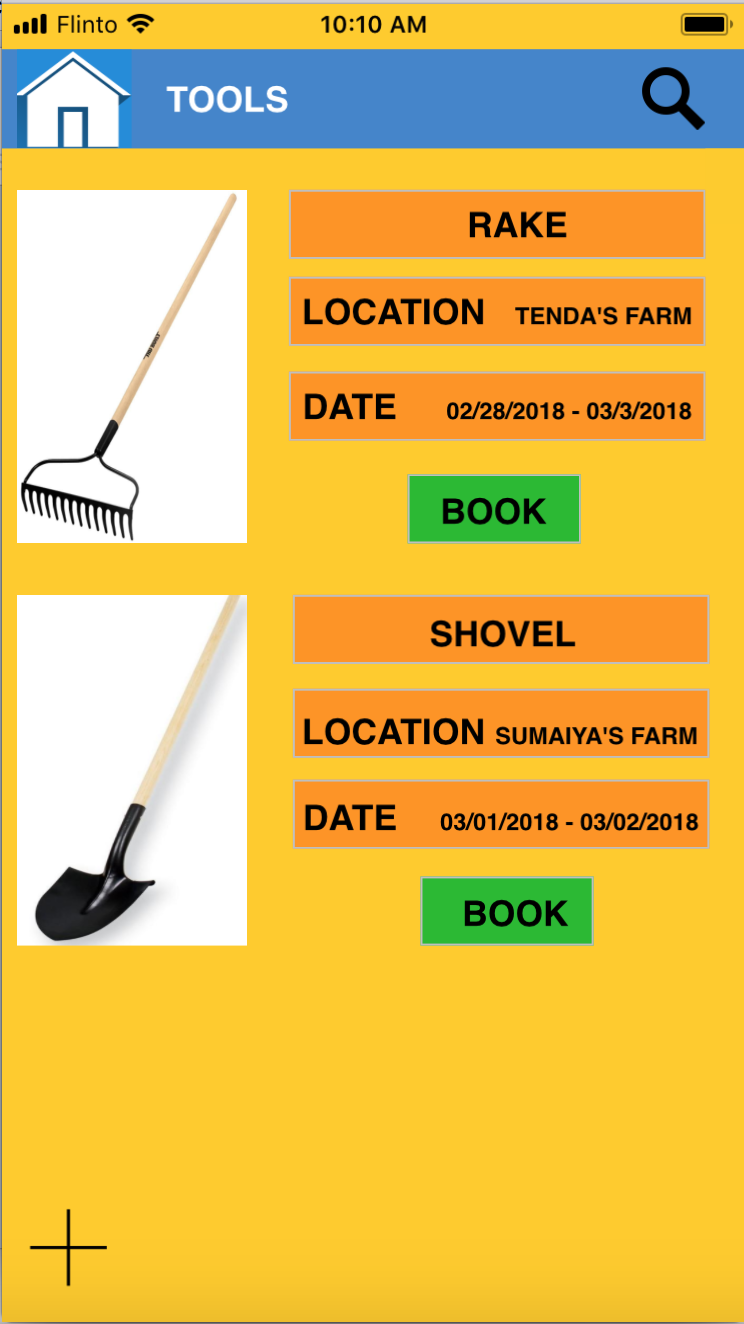 Flinto 10:10 AM
TOOLS
RAKE
LOCATION TENDA'S FARM
DATE 02/28/2018 - 03/3/2018
BOOK
SHOVEL
LOCATION SUMAIYA'S FARM
DATE 03/01/2018 - 03/02/2018
BOOK